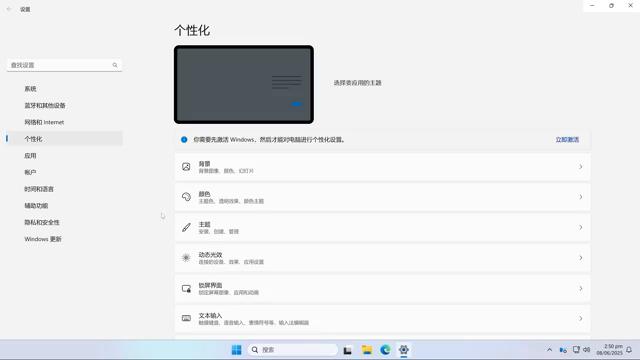 设置
个性化
查找设置
选择要应用的主题
系统
蓝牙和其他设备
网络和 Internet
个性化
应用
帐户
时间和语言
辅助功能
隐私和安全性
Windows 更新
你需要先激活 Windows，然后才能对电脑进行个性化设置。
立即激活
背景
背景图像、颜色、幻灯片
颜色
主题色、透明效果、颜色主题
主题
安装、创建、管理
动态光效
连接的设备、效果、应用设置
锁屏界面
锁定屏幕图像、应用和动画
文本输入
触摸键盘、语音输入、表情符号等、输入法编辑器
搜索
2:50 pm
08/06/2025